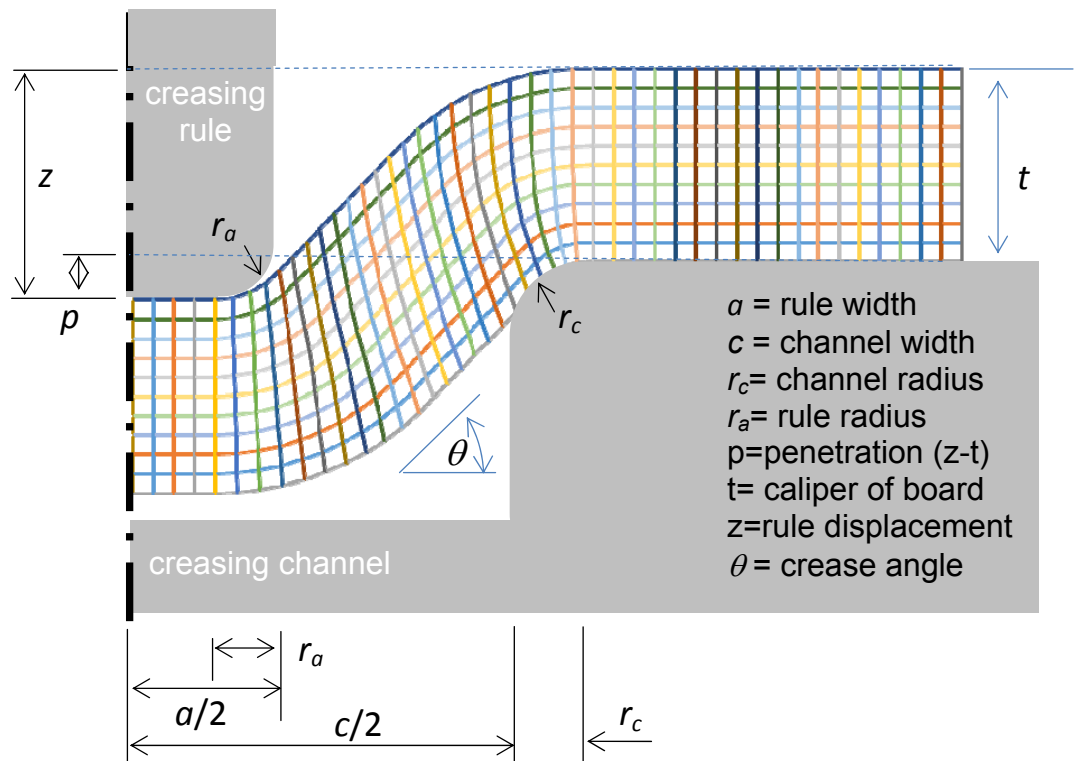 creasing
rule
z
p
r_a
r_c
t
θ
a = rule width
c = channel width
r_c= channel radius
r_a= rule radius
p=penetration (z-t)
t= caliper of board
z=rule displacement
θ = crease angle
creasing channel
r_a
a/2
c/2
r_c